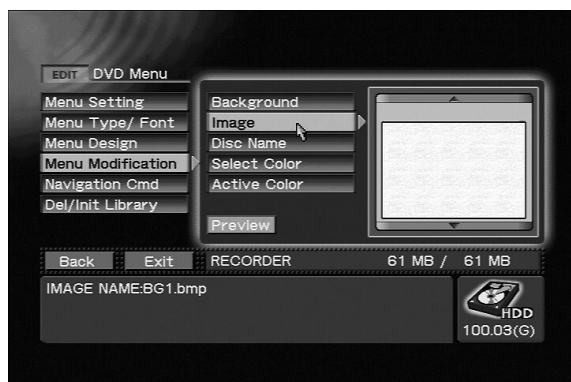 EDIT DVD Menu
Menu Setting
Menu Type/ Font
Menu Design
Menu Modification
Navigation Cmd
Del/Init Library
Background
Image
Disc Name
Select Color
Active Color
Preview
Back Exit RECORDER 61 MB / 61 MB
IMAGE NAME:BG1.bmp
HDD
100.03(G)